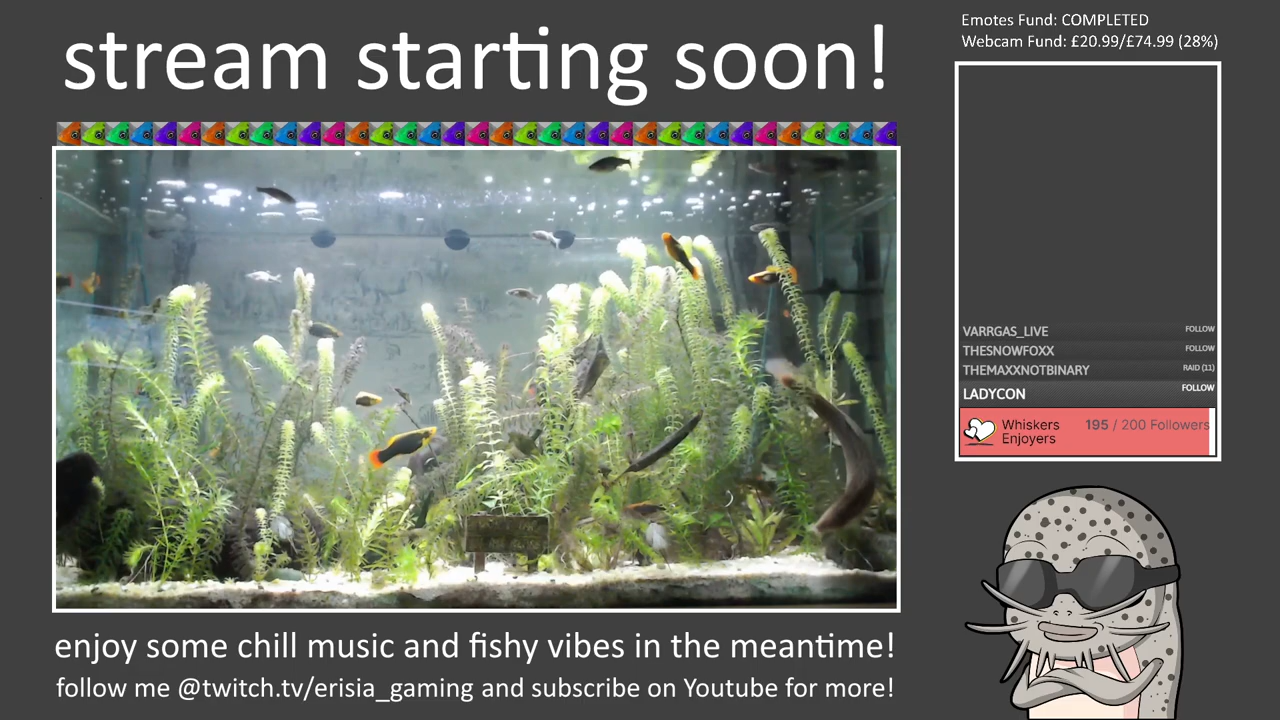 stream starting soon!
Emotes Fund: COMPLETED
Webcam Fund: £20.99/£74.99 (28%)
VARRGAS_LIVE FOLLOW
THESNOWFOXX FOLLOW
THEMAXXNOTBINARY RAID (11)
LADYCON FOLLOW
Whiskers Enjoyers
195 / 200 Followers
enjoy some chill music and fishy vibes in the meantime!
follow me @twitch.tv/erisia_gaming and subscribe on Youtube for more!